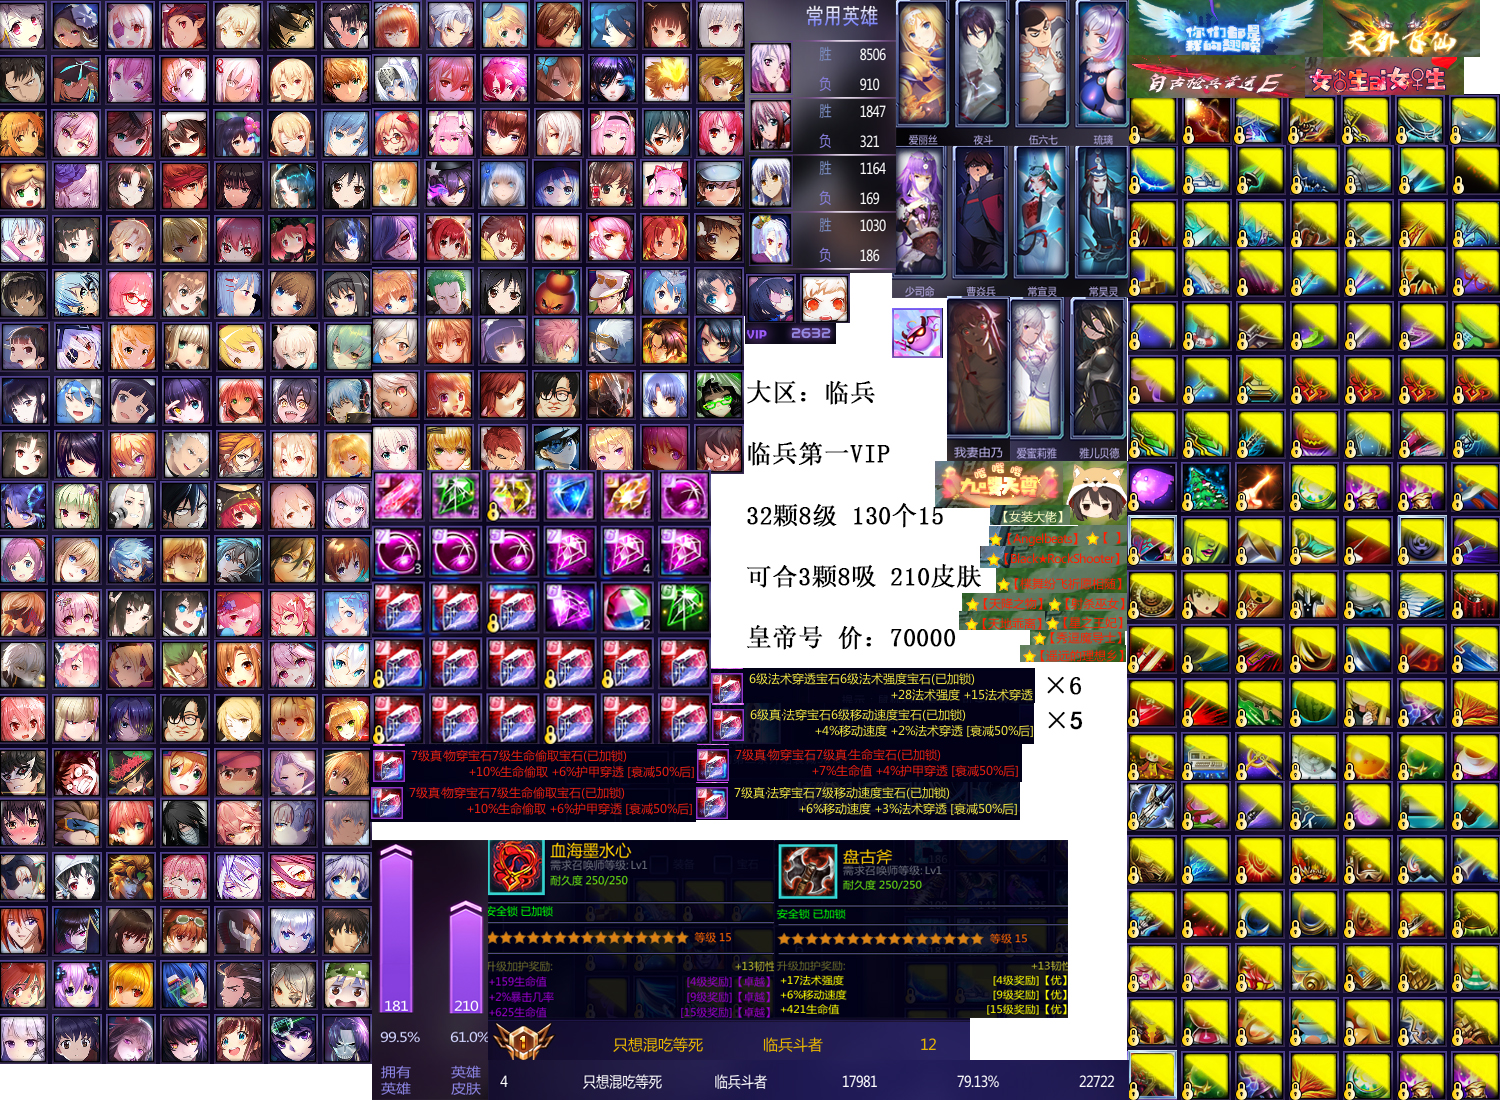 常用英雄
胜 8506
负 910
胜 1847
负 321
胜 1164
负 169
胜 1030
负 186
VIP 2632
爱丽丝 夜斗 伍六七 琉璃
少司命 曹焱兵 常宣灵 常昊灵
我妻由乃 爱蜜莉雅 雅儿贝德
你们都是
我的翅膀
天外飞仙
自古枪兵幸运E
女生ai女生
大区：临兵
临兵第一VIP
32颗8级 130个15
可合3颗8吸 210皮肤
皇帝号 价：70000
【女装大佬】
6级法术穿透宝石6级法术强度宝石(已加锁)
+28法术强度 +15法术穿透
×6
6级真·法穿宝石6级移动速度宝石(已加锁)
+4%移动速度 +2%法术穿透 [衰减50%后]
×5
7级真·物穿宝石7级生命偷取宝石(已加锁)
+10%生命偷取 +6%护甲穿透 [衰减50%后]
7级真·物穿宝石7级真·生命宝石(已加锁)
+7%生命值 +4%护甲穿透 [衰减50%后]
7级真·物穿宝石7级生命偷取宝石(已加锁)
+10%生命偷取 +6%护甲穿透 [衰减50%后]
7级真·法穿宝石7级移动速度宝石(已加锁)
+6%移动速度 +3%法术穿透 [衰减50%后]
181
99.5%
拥有
英雄
210
61.0%
英雄
皮肤
血海墨水心
需求召唤师等级: Lv1
耐久度 250/250
安全锁 已加锁
等级 15
升级加护奖励: +13韧性
+159生命值 [4级奖励]【卓越】
+2%暴击几率 [9级奖励]【卓越】
+625生命值 [15级奖励]【卓越】
盘古斧
需求召唤师等级: Lv1
耐久度 250/250
安全锁 已加锁
等级 15
升级加护奖励: +13韧性
+17法术强度 [4级奖励]【优】
+6%移动速度 [9级奖励]【优】
+421生命值 [15级奖励]【优】
1 只想混吃等死 临兵斗者 12
4 只想混吃等死 临兵斗者 17981 79.13% 22722